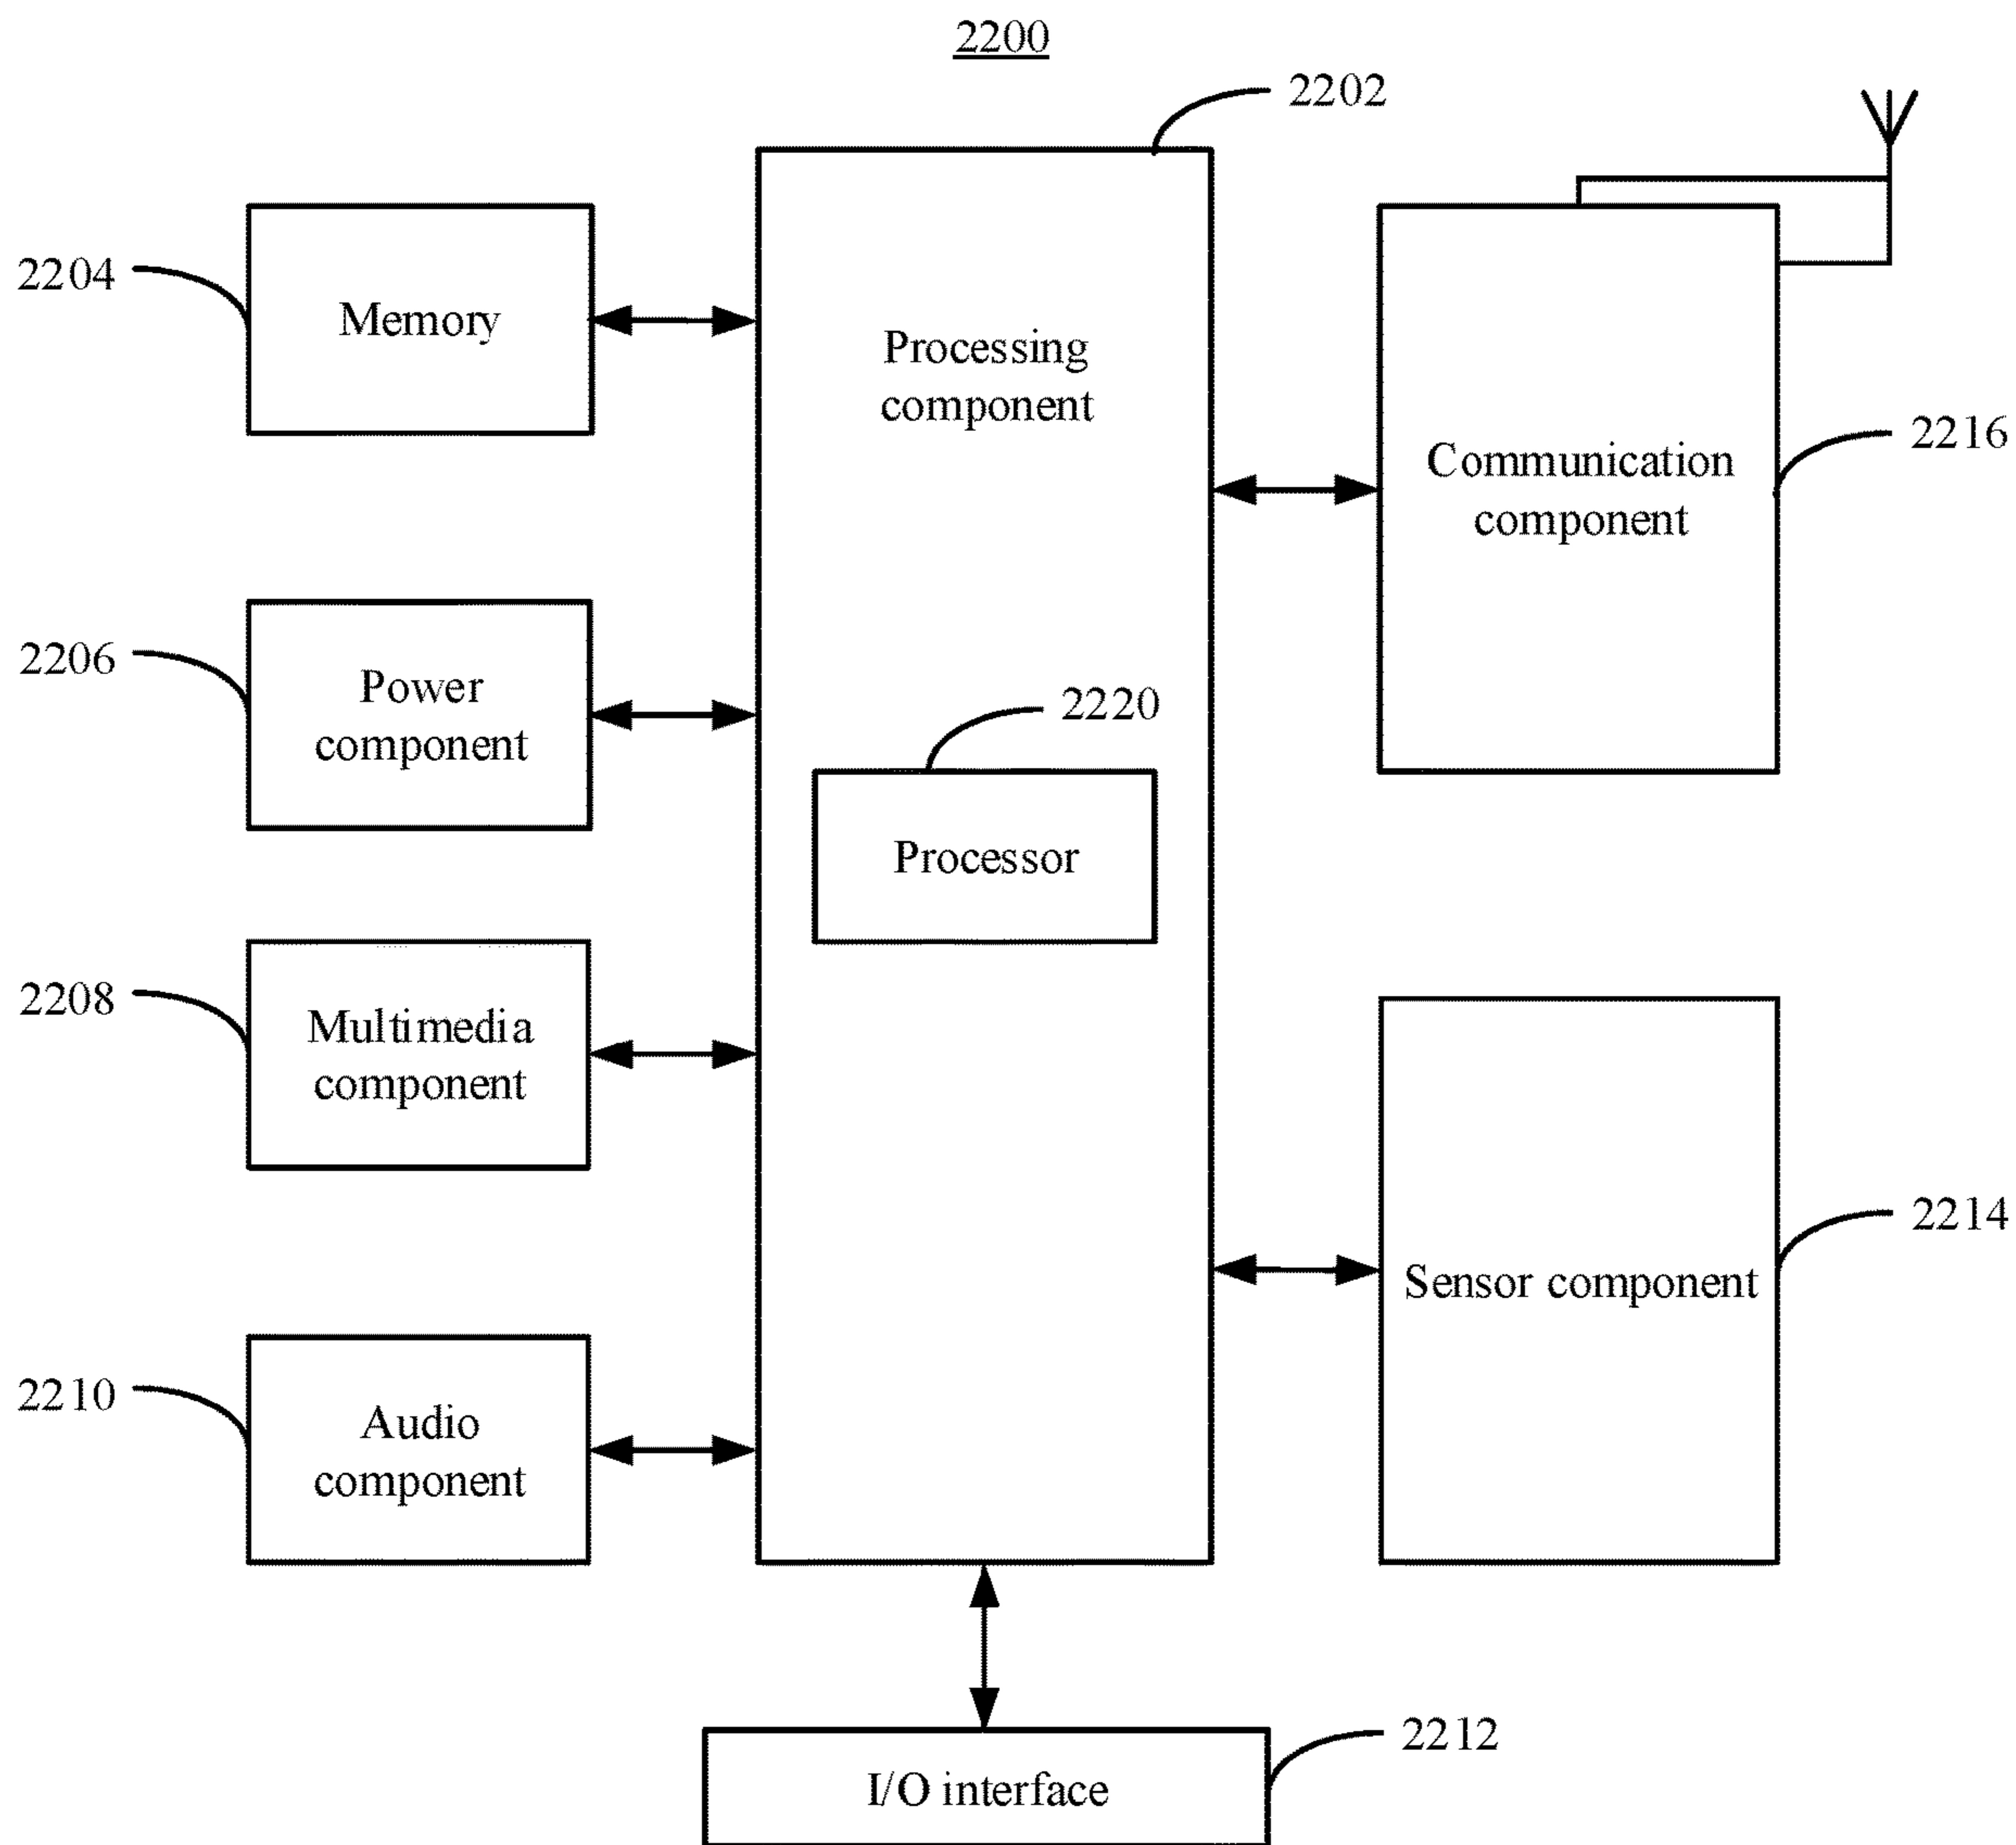 2200
2202
2204
Memory
Processing
component
Communication
component
2216
2206
Power
component
2220
Processor
2208
Multimedia
component
2214
Sensor component
2210
Audio
component
2212
I/O interface